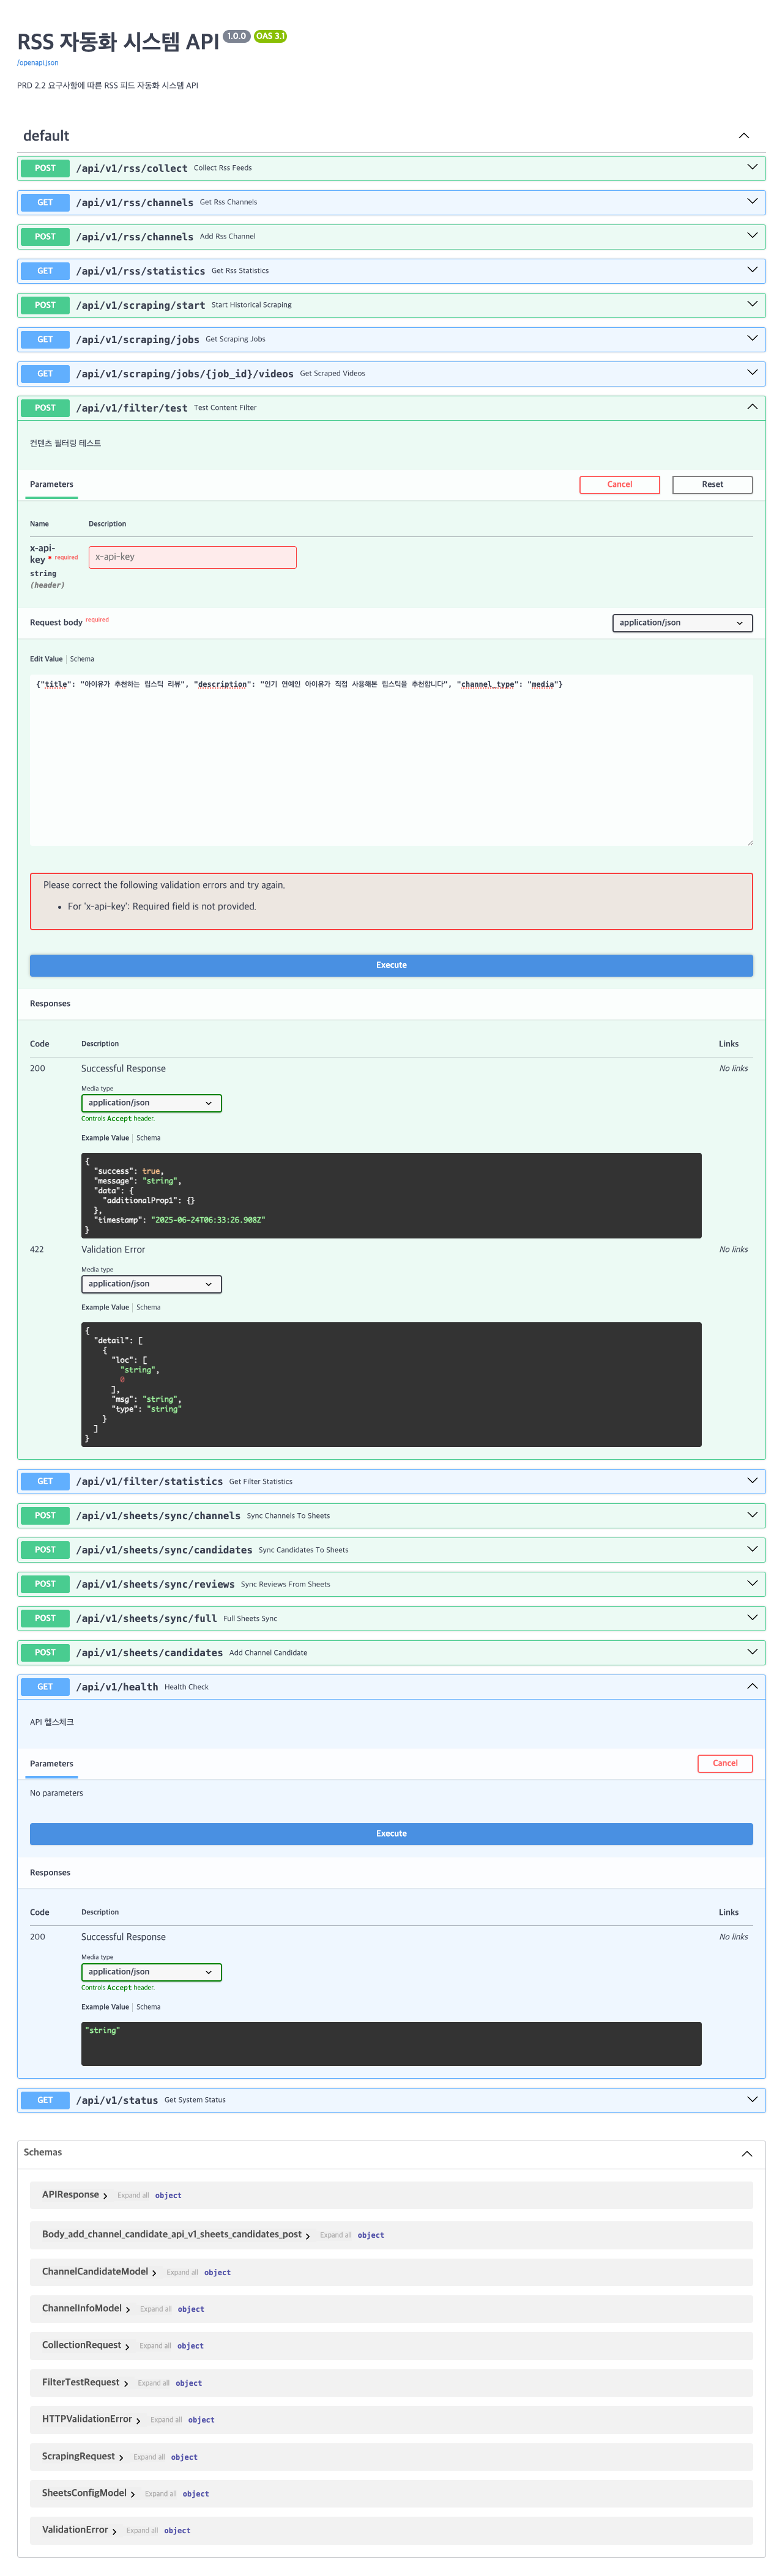 RSS 자동화 시스템 API 1.0.0 OAS 3.1
/openapi.json
PRD 2.2 요구사항에 따른 RSS 피드 자동화 시스템 API
default
POST /api/v1/rss/collect Collect Rss Feeds
GET /api/v1/rss/channels Get Rss Channels
POST /api/v1/rss/channels Add Rss Channel
GET /api/v1/rss/statistics Get Rss Statistics
POST /api/v1/scraping/start Start Historical Scraping
GET /api/v1/scraping/jobs Get Scraping Jobs
GET /api/v1/scraping/jobs/{job_id}/videos Get Scraped Videos
POST /api/v1/filter/test Test Content Filter
컨텐츠 필터링 테스트
Parameters Cancel Reset
Name Description
x-api-
key * required
string
(header)
x-api-key
Request body required application/json
Edit Value Schema
{"title": "아이유가 추천하는 립스틱 리뷰", "description": "인기 연예인 아이유가 직접 사용해본 립스틱을 추천합니다", "channel_type": "media"}
Please correct the following validation errors and try again.
• For 'x-api-key': Required field is not provided.
Execute
Responses
Code Description Links
200 Successful Response No links
Media type
application/json
Controls Accept header.
Example Value Schema
{
"success": true,
"message": "string",
"data": {
"additionalProp1": {}
},
"timestamp": "2025-06-24T06:33:26.908Z"
}
422 Validation Error No links
Media type
application/json
Example Value Schema
{
"detail": [
{
"loc": [
"string",
0
],
"msg": "string",
"type": "string"
}
]
}
GET /api/v1/filter/statistics Get Filter Statistics
POST /api/v1/sheets/sync/channels Sync Channels To Sheets
POST /api/v1/sheets/sync/candidates Sync Candidates To Sheets
POST /api/v1/sheets/sync/reviews Sync Reviews From Sheets
POST /api/v1/sheets/sync/full Full Sheets Sync
POST /api/v1/sheets/candidates Add Channel Candidate
GET /api/v1/health Health Check
API 헬스체크
Parameters Cancel
No parameters
Execute
Responses
Code Description Links
200 Successful Response No links
Media type
application/json
Controls Accept header.
Example Value Schema
"string"
GET /api/v1/status Get System Status
Schemas
APIResponse Expand all object
Body_add_channel_candidate_api_v1_sheets_candidates_post Expand all object
ChannelCandidateModel Expand all object
ChannelInfoModel Expand all object
CollectionRequest Expand all object
FilterTestRequest Expand all object
HTTPValidationError Expand all object
ScrapingRequest Expand all object
SheetsConfigModel Expand all object
ValidationError Expand all object